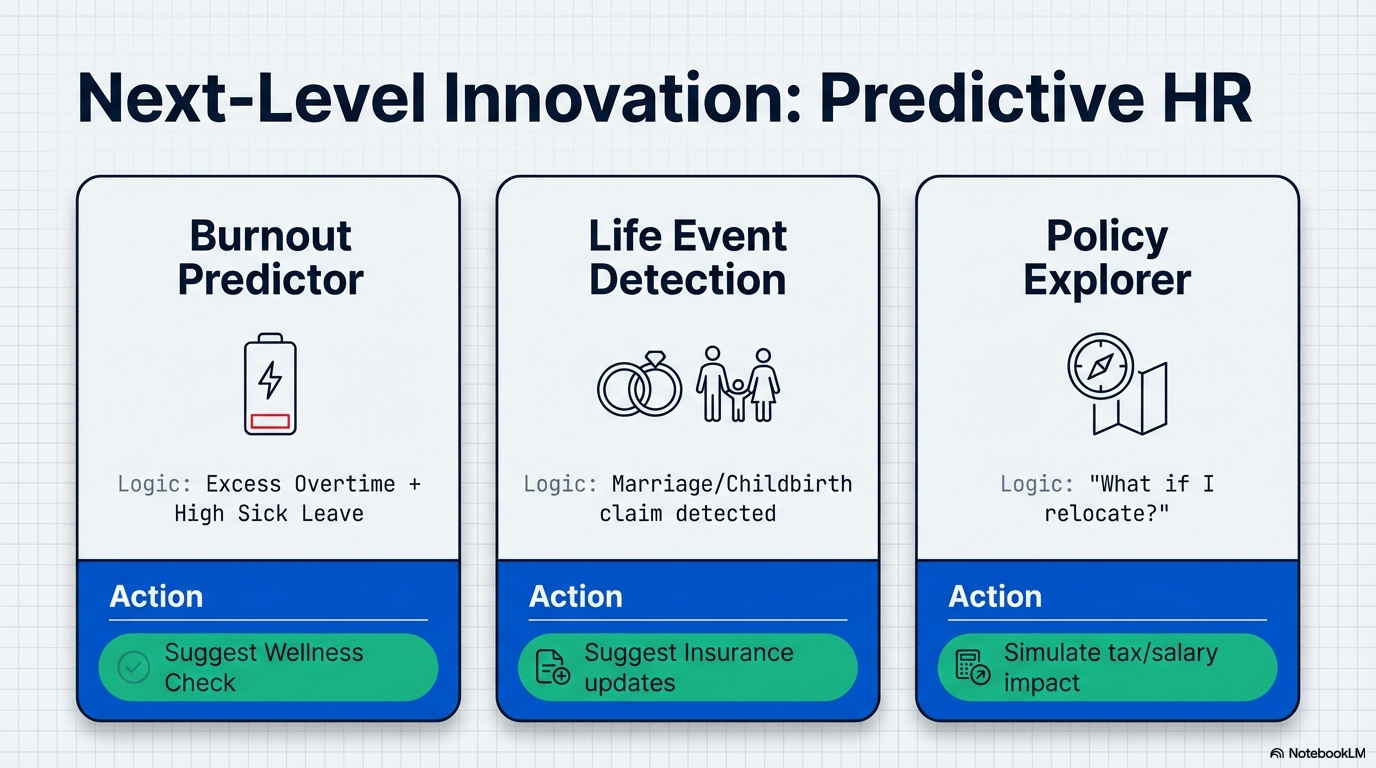 Next-Level Innovation: Predictive HR
Burnout
Predictor
Logic: Excess Overtime +
High Sick Leave
Action
Suggest Wellness
Check
Life Event
Detection
Logic: Marriage/Childbirth
claim detected
Action
Suggest Insurance
updates
Policy
Explorer
Logic: "What if I
relocate?"
Action
Simulate tax/salary
impact
NotebookLM